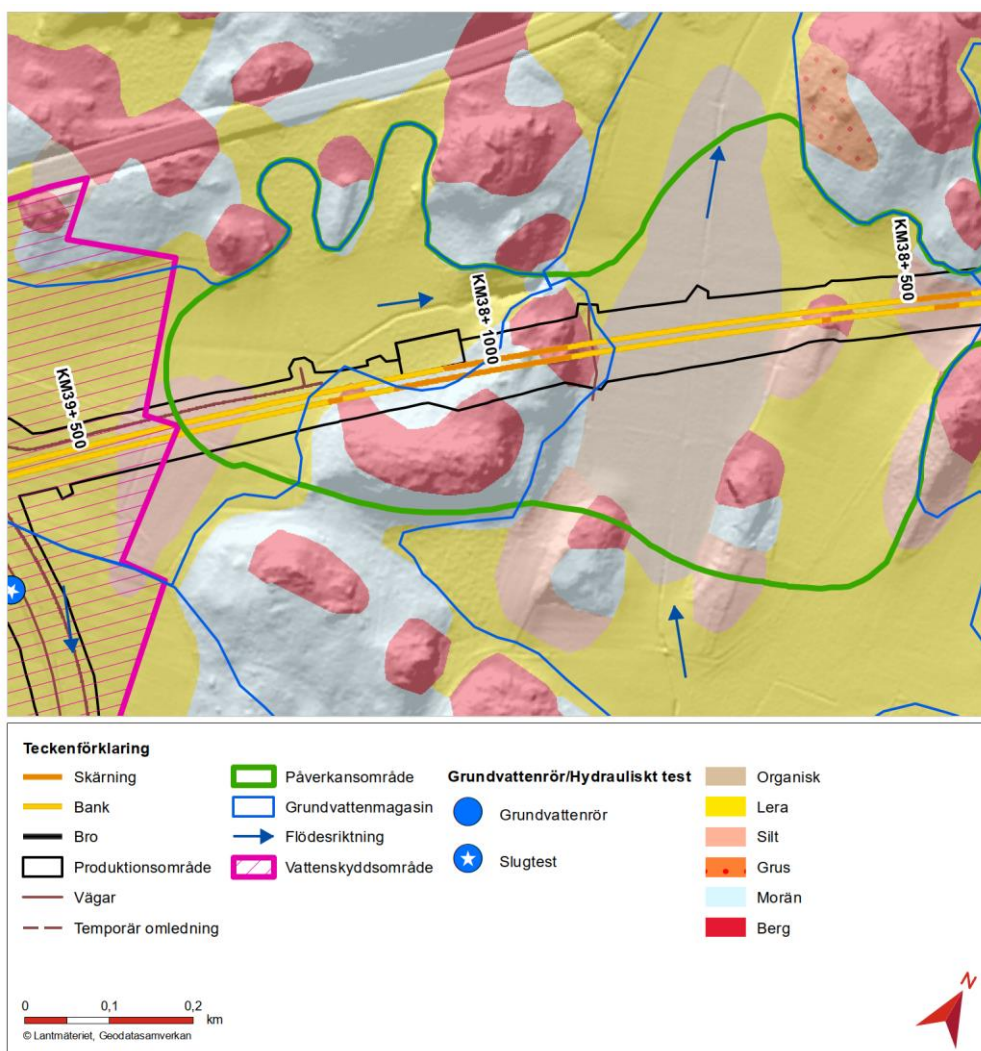 KM39+ 500
KM38+ 1000
KM38+ 500
Teckenförklaring
Skärning
Bank
Bro
Produktionsområde
Vägar
Temporär omledning
Påverkansområde
Grundvattenmagasin
Flödesriktning
Vattenskyddsområde
Grundvattenrör/Hydrauliskt test
Grundvattenrör
Slugtest
Organisk
Lera
Silt
Grus
Morän
Berg
0 0,1 0,2
km
© Lantmäteriet, Geodatasamverkan
N